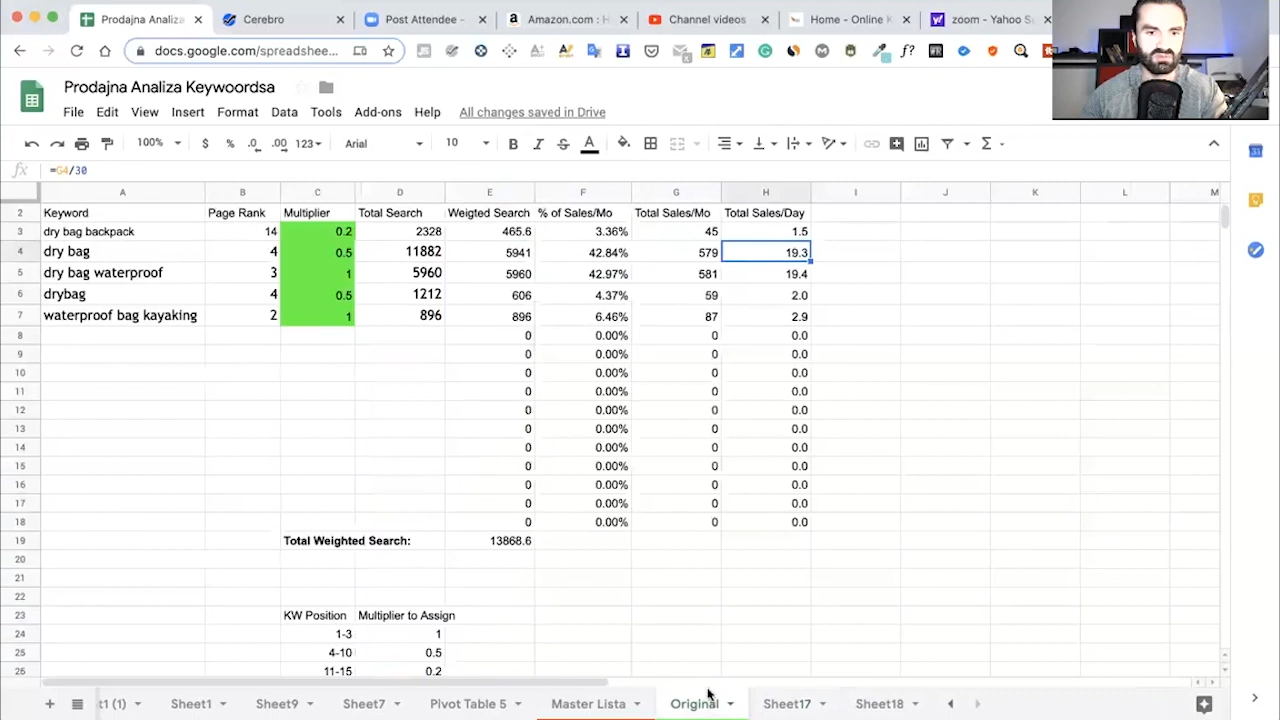 Prodajna Analiza
Cerebro
Post Attendee -
Amazon.com : H
Channel videos
Home - Online K
zoom - Yahoo S
docs.google.com/spreadshee...
Prodajna Analiza Keywoordsa
File Edit View Insert Format Data Tools Add-ons Help All changes saved in Drive
100% $ % .0 .00 123 Arial 10 B I S A
fx =G4/30
A B C D E F G H I J K L M
2 Keyword Page Rank Multiplier Total Search Weigted Search % of Sales/Mo Total Sales/Mo Total Sales/Day
3 dry bag backpack 14 0.2 2328 465.6 3.36% 45 1.5
4 dry bag 4 0.5 11882 5941 42.84% 579 19.3
5 dry bag waterproof 3 1 5960 5960 42.97% 581 19.4
6 drybag 4 0.5 1212 606 4.37% 59 2.0
7 waterproof bag kayaking 2 1 896 896 6.46% 87 2.9
8 0 0.00% 0 0.0
9 0 0.00% 0 0.0
10 0 0.00% 0 0.0
11 0 0.00% 0 0.0
12 0 0.00% 0 0.0
13 0 0.00% 0 0.0
14 0 0.00% 0 0.0
15 0 0.00% 0 0.0
16 0 0.00% 0 0.0
17 0 0.00% 0 0.0
18 0 0.00% 0 0.0
19 Total Weighted Search: 13868.6
20
21
22
23 KW Position Multiplier to Assign
24 1-3 1
25 4-10 0.5
11-15 0.2
t1 (1) Sheet1 Sheet9 Sheet7 Pivot Table 5 Master Lista Original Sheet17 Sheet18